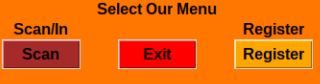 Select Our Menu
Scan/In Register
Scan Exit Register